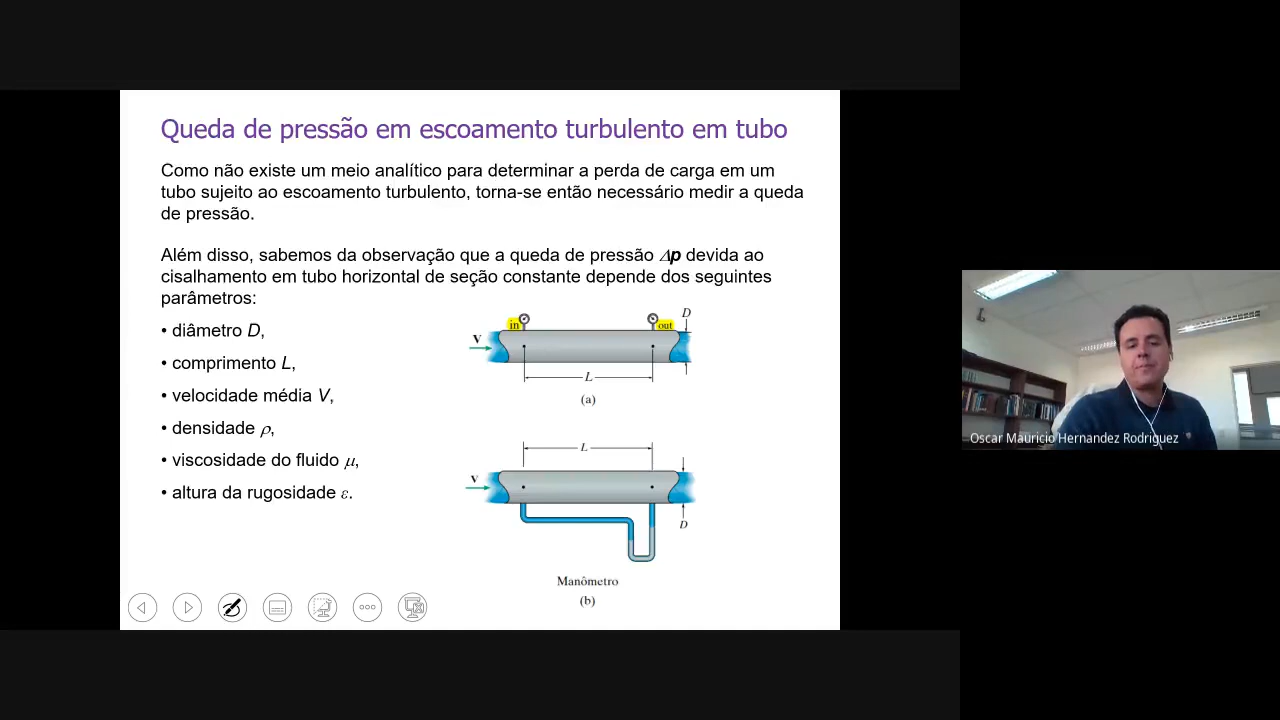 Queda de pressão em escoamento turbulento em tubo
Como não existe um meio analítico para determinar a perda de carga em um
tubo sujeito ao escoamento turbulento, torna-se então necessário medir a queda
de pressão.
Além disso, sabemos da observação que a queda de pressão Δp devida ao
cisalhamento em tubo horizontal de seção constante depende dos seguintes
parâmetros:
• diâmetro D,
• comprimento L,
• velocidade média V,
• densidade ρ,
• viscosidade do fluido μ,
• altura da rugosidade ε.
in
out
D
V
L
(a)
L
V
D
Manômetro
(b)
Oscar Mauricio Hernandez Rodriguez